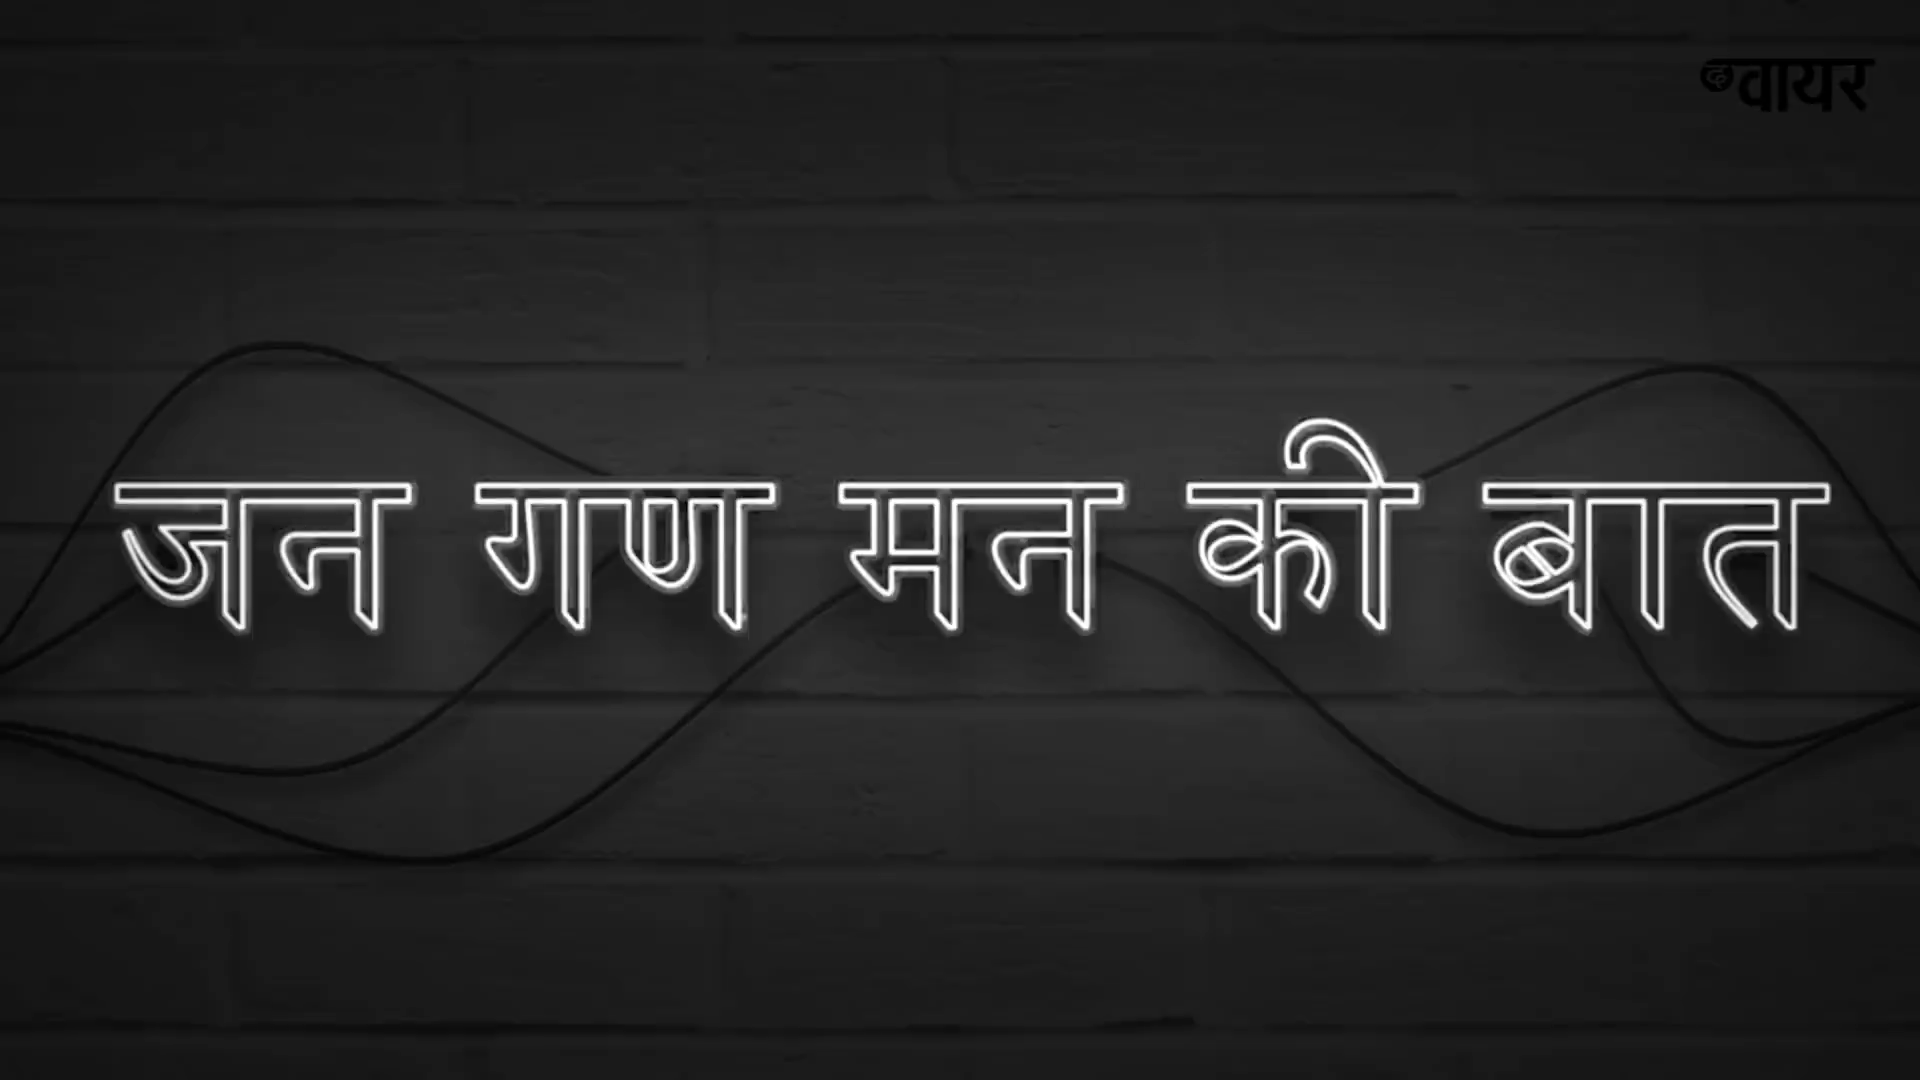 द वायर
जन गण मन की बात